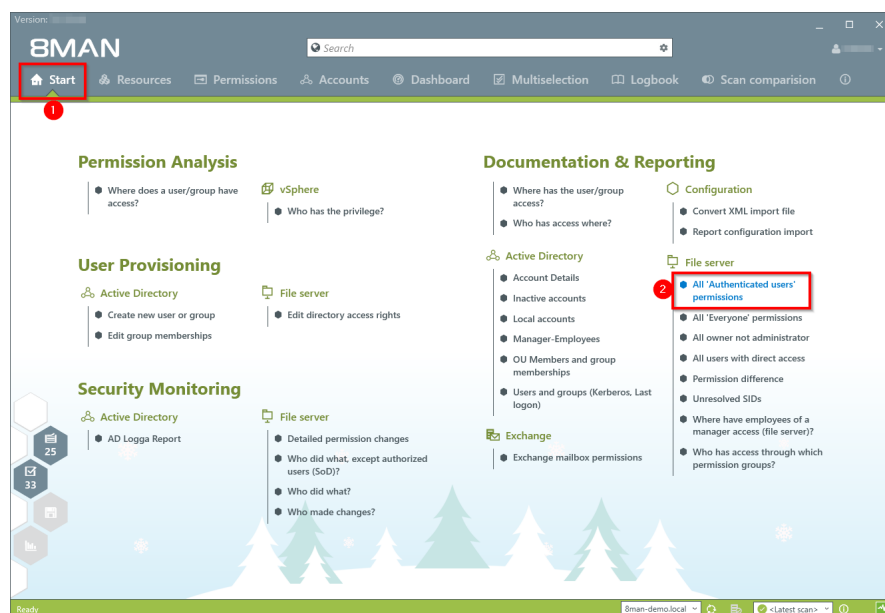 Version:
8MAN
Search
Start
Resources
Permissions
Accounts
Dashboard
Multiselection
Logbook
Scan comparision
1
Permission Analysis
Where does a user/group have
access?
vSphere
Who has the privilege?
User Provisioning
Active Directory
Create new user or group
Edit group memberships
File server
Edit directory access rights
Security Monitoring
Active Directory
AD Logga Report
File server
Detailed permission changes
Who did what, except authorized
users (SoD)?
Who did what?
Who made changes?
Documentation & Reporting
Where has the user/group
access?
Who has access where?
Active Directory
Account Details
Inactive accounts
Local accounts
Manager-Employees
OU Members and group
memberships
Users and groups (Kerberos, Last
logon)
Exchange
Exchange mailbox permissions
Configuration
Convert XML import file
Report configuration import
File server
2
All 'Authenticated users'
permissions
All 'Everyone' permissions
All owner not administrator
All users with direct access
Permission difference
Unresolved SIDs
Where have employees of a
manager access (file server)?
Who has access through which
permission groups?
25
33
Ready
8man-demo.local
<Latest scan>